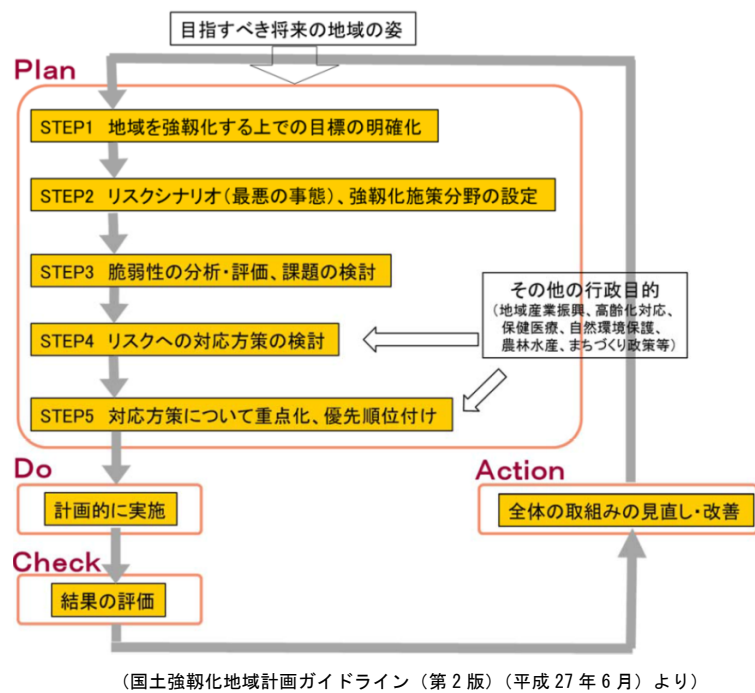 目指すべき将来の地域の姿
Plan
STEP1 地域を強靱化する上での目標の明確化
STEP2 リスクシナリオ(最悪の事態)、強靱化施策分野の設定
STEP3 脆弱性の分析・評価、課題の検討
その他の行政目的
(地域産業振興、高齢化対応、
保健医療、自然環境保護、
農林水産、まちづくり政策等)
STEP4 リスクへの対応方策の検討
STEP5 対応方策について重点化、優先順位付け
Do
計画的に実施
Action
全体の取組みの見直し・改善
Check
結果の評価
(国土強靱化地域計画ガイドライン(第2版)(平成27年6月)より)